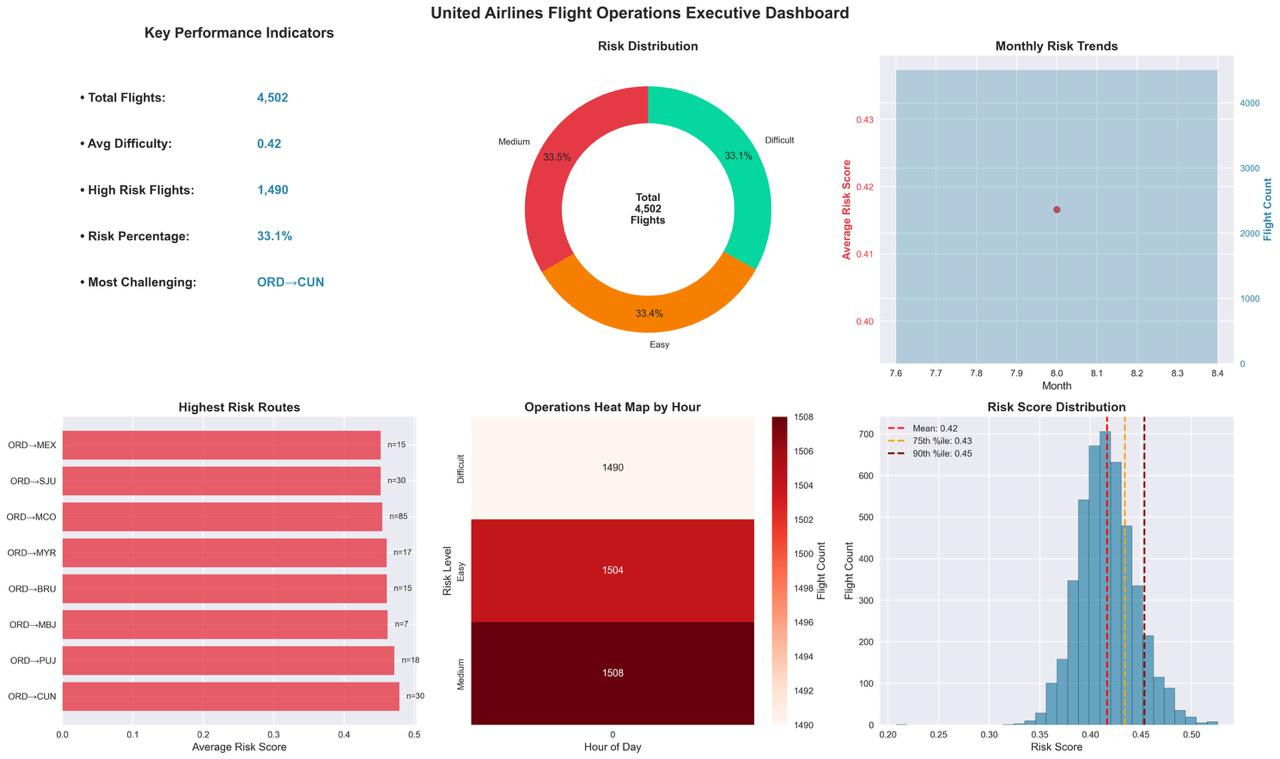 United Airlines Flight Operations Executive Dashboard
Key Performance Indicators
• Total Flights: 4,502
• Avg Difficulty: 0.42
• High Risk Flights: 1,490
• Risk Percentage: 33.1%
• Most Challenging: ORD→CUN
Risk Distribution
Medium
Difficult
33.5%
33.1%
Total
4,502
Flights
33.4%
Easy
Monthly Risk Trends
Average Risk Score
0.43
0.42
0.41
0.40
4000
3000
2000
1000
0
Flight Count
7.6 7.7 7.8 7.9 8.0 8.1 8.2 8.3 8.4
Month
Highest Risk Routes
ORD→MEX n=15
ORD→SJU n=30
ORD→MCO n=85
ORD→MYR n=17
ORD→BRU n=15
ORD→MBJ n=7
ORD→PUJ n=18
ORD→CUN n=30
0.0 0.1 0.2 0.3 0.4 0.5
Average Risk Score
Operations Heat Map by Hour
Risk Level
Difficult
1490
Easy
1504
Medium
1508
0
Hour of Day
1508
1506
1504
1502
1500
1498
1496
1494
1492
1490
Flight Count
Risk Score Distribution
Mean: 0.42
75th %ile: 0.43
90th %ile: 0.45
Flight Count
700
600
500
400
300
200
100
0
0.20 0.25 0.30 0.35 0.40 0.45 0.50
Risk Score